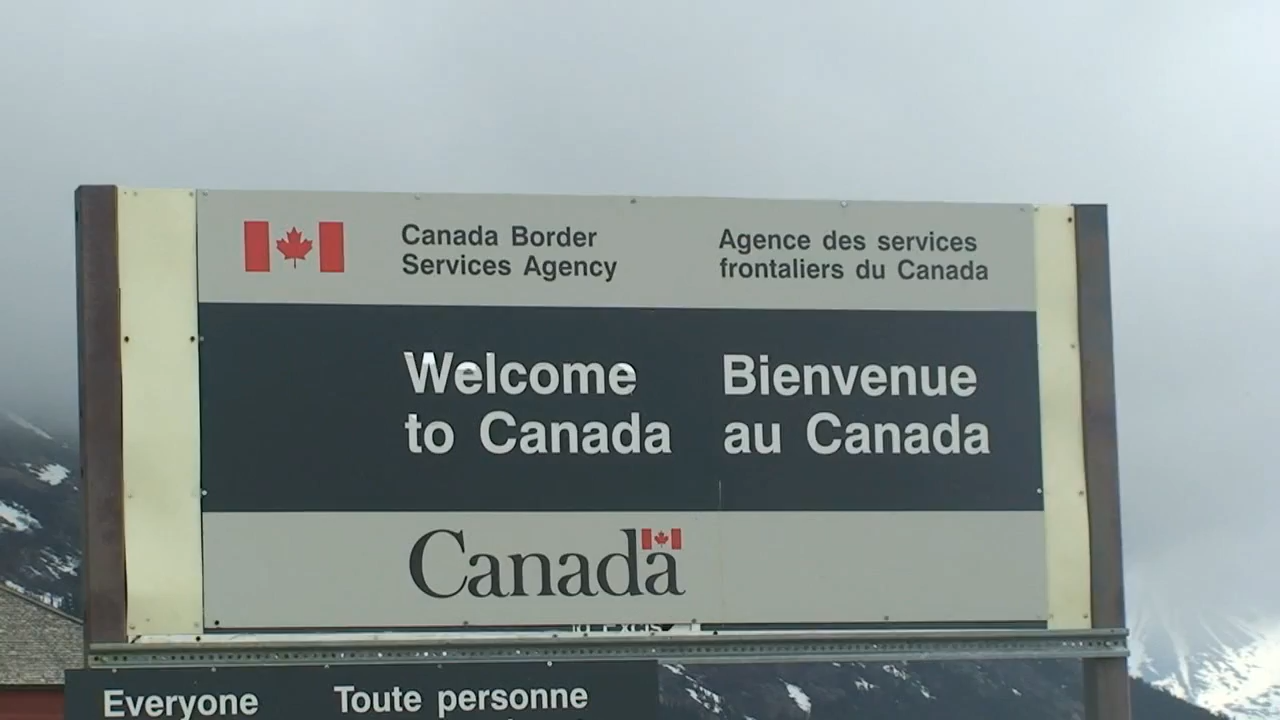 Canada Border
Services Agency
Agence des services
frontaliers du Canada
Welcome
to Canada
Bienvenue
au Canada
Canada
Everyone
Toute personne